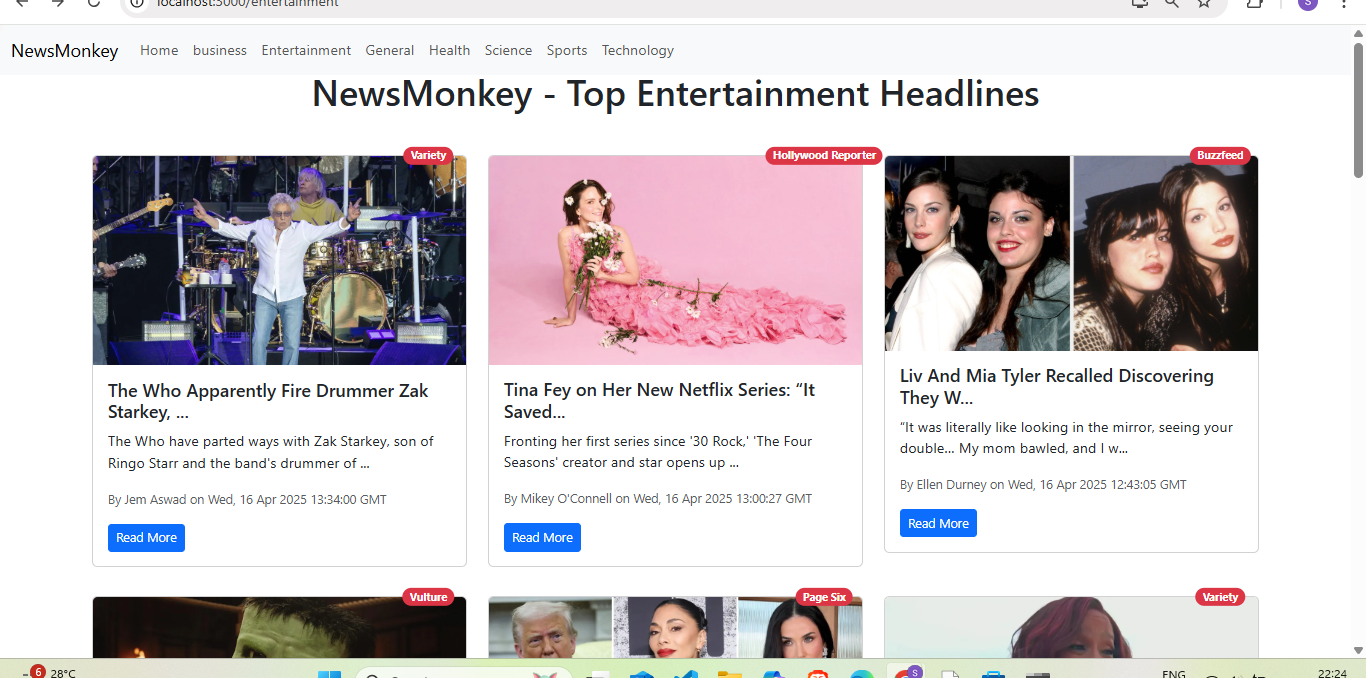 localhost:3000/entertainment
S
NewsMonkey Home business Entertainment General Health Science Sports Technology
NewsMonkey - Top Entertainment Headlines
Variety
Hollywood Reporter
Buzzfeed
The Who Apparently Fire Drummer Zak
Starkey, ...
The Who have parted ways with Zak Starkey, son of
Ringo Starr and the band's drummer of ...
By Jem Aswad on Wed, 16 Apr 2025 13:34:00 GMT
Read More
Tina Fey on Her New Netflix Series: “It
Saved...
Fronting her first series since '30 Rock,' 'The Four
Seasons' creator and star opens up ...
By Mikey O'Connell on Wed, 16 Apr 2025 13:00:27 GMT
Read More
Liv And Mia Tyler Recalled Discovering
They W...
“It was literally like looking in the mirror, seeing your
double… My mom bawled, and I w...
By Ellen Durney on Wed, 16 Apr 2025 12:43:05 GMT
Read More
Vulture
Page Six
Variety
6
28°C
S
ENG
22:24